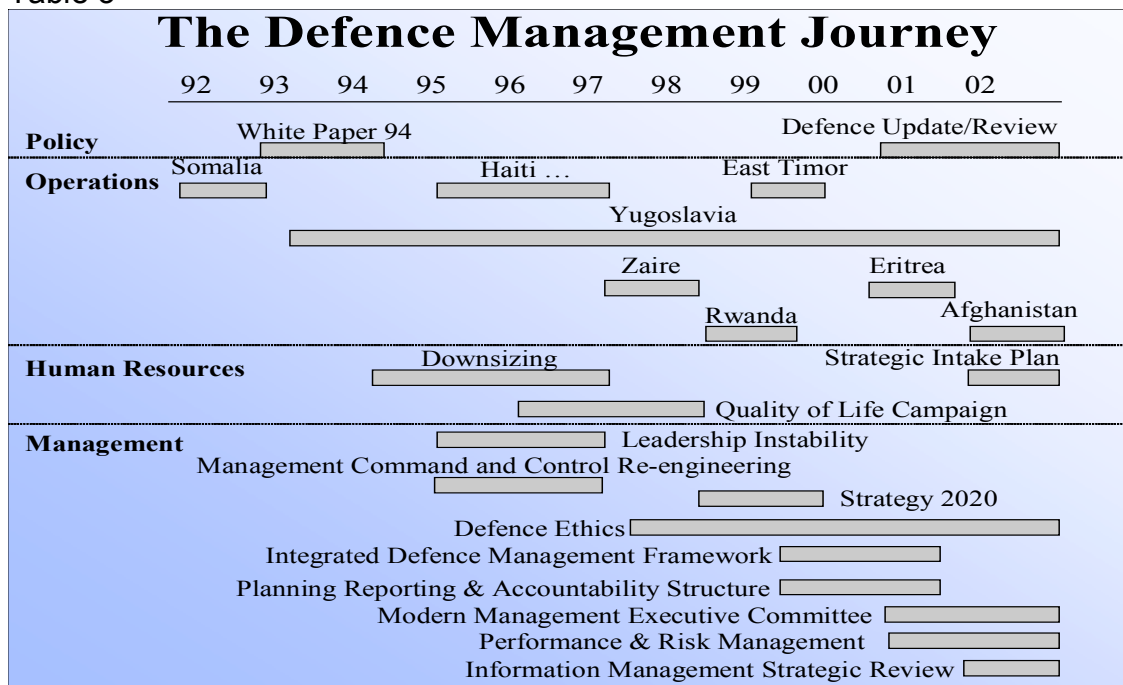 The Defence Management Journey
92 93 94 95 96 97 98 99 00 01 02
Policy
White Paper 94
Defence Update/Review
Operations
Somalia
Haiti …
East Timor
Yugoslavia
Zaire
Eritrea
Rwanda
Afghanistan
Human Resources
Downsizing
Strategic Intake Plan
Quality of Life Campaign
Management
Leadership Instability
Management Command and Control Re-engineering
Strategy 2020
Defence Ethics
Integrated Defence Management Framework
Planning Reporting & Accountability Structure
Modern Management Executive Committee
Performance & Risk Management
Information Management Strategic Review